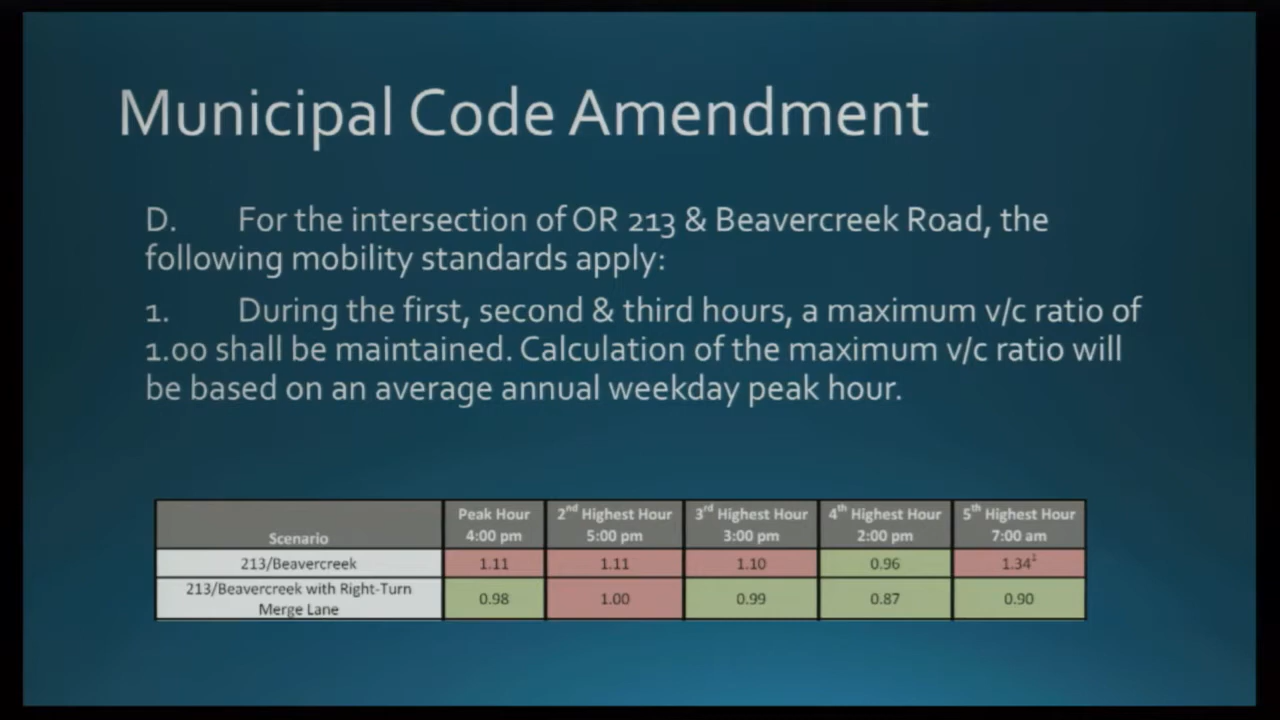 Municipal Code Amendment
D. For the intersection of OR 213 & Beavercreek Road, the
following mobility standards apply:
1. During the first, second & third hours, a maximum v/c ratio of
1.00 shall be maintained. Calculation of the maximum v/c ratio will
be based on an average annual weekday peak hour.
Scenario Peak Hour 4:00 pm 2nd Highest Hour 5:00 pm 3rd Highest Hour 3:00 pm 4th Highest Hour 2:00 pm 5th Highest Hour 7:00 am
213/Beavercreek 1.11 1.11 1.10 0.96 1.34¹
213/Beavercreek with Right-Turn Merge Lane 0.98 1.00 0.99 0.87 0.90